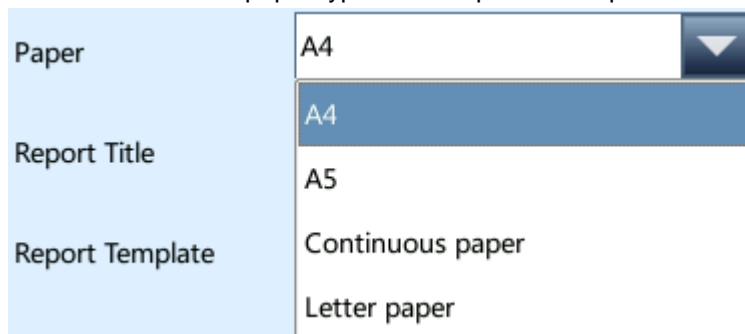 Paper
A4
A4
Report Title
A5
Report Template
Continuous paper
Letter paper